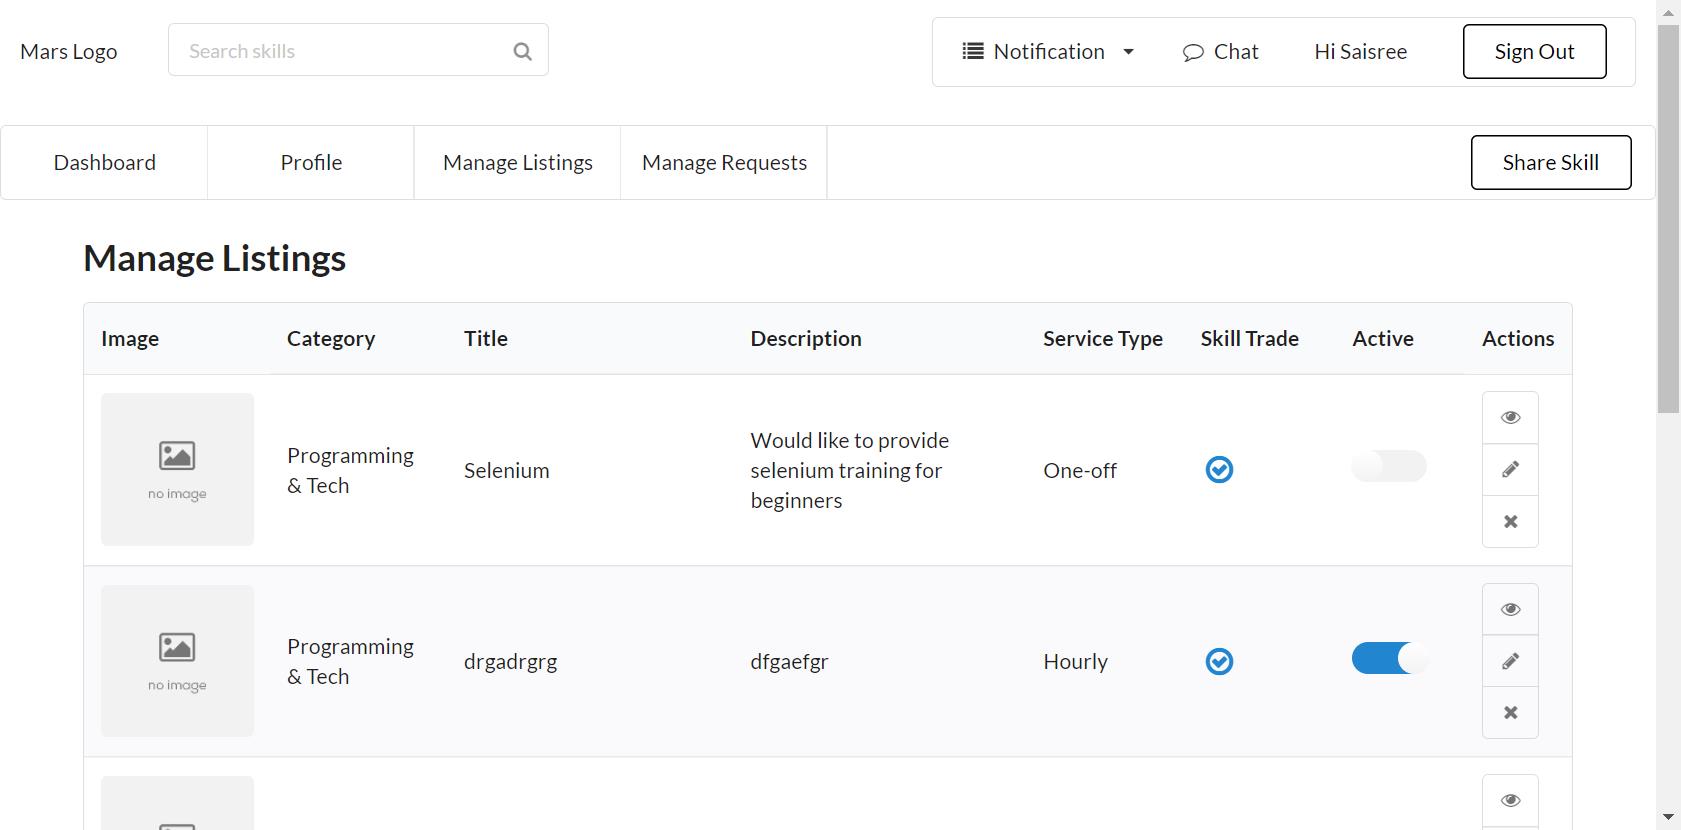 Mars Logo
Search skills
Notification
Chat
Hi Saisree
Sign Out
Dashboard
Profile
Manage Listings
Manage Requests
Share Skill
Manage Listings
Image
Category
Title
Description
Service Type
Skill Trade
Active
Actions
no image
Programming
& Tech
Selenium
Would like to provide
selenium training for
beginners
One-off
no image
Programming
& Tech
drgadrgrg
dfgaefgr
Hourly